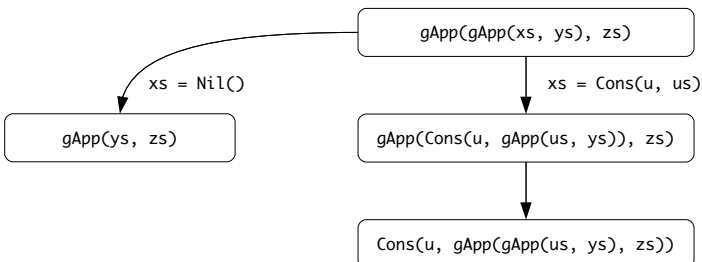 gApp(gApp(xs, ys), zs)
xs = Nil()
xs = Cons(u, us)
gApp(ys, zs)
gApp(Cons(u, gApp(us, ys)), zs)
Cons(u, gApp(gApp(us, ys), zs))